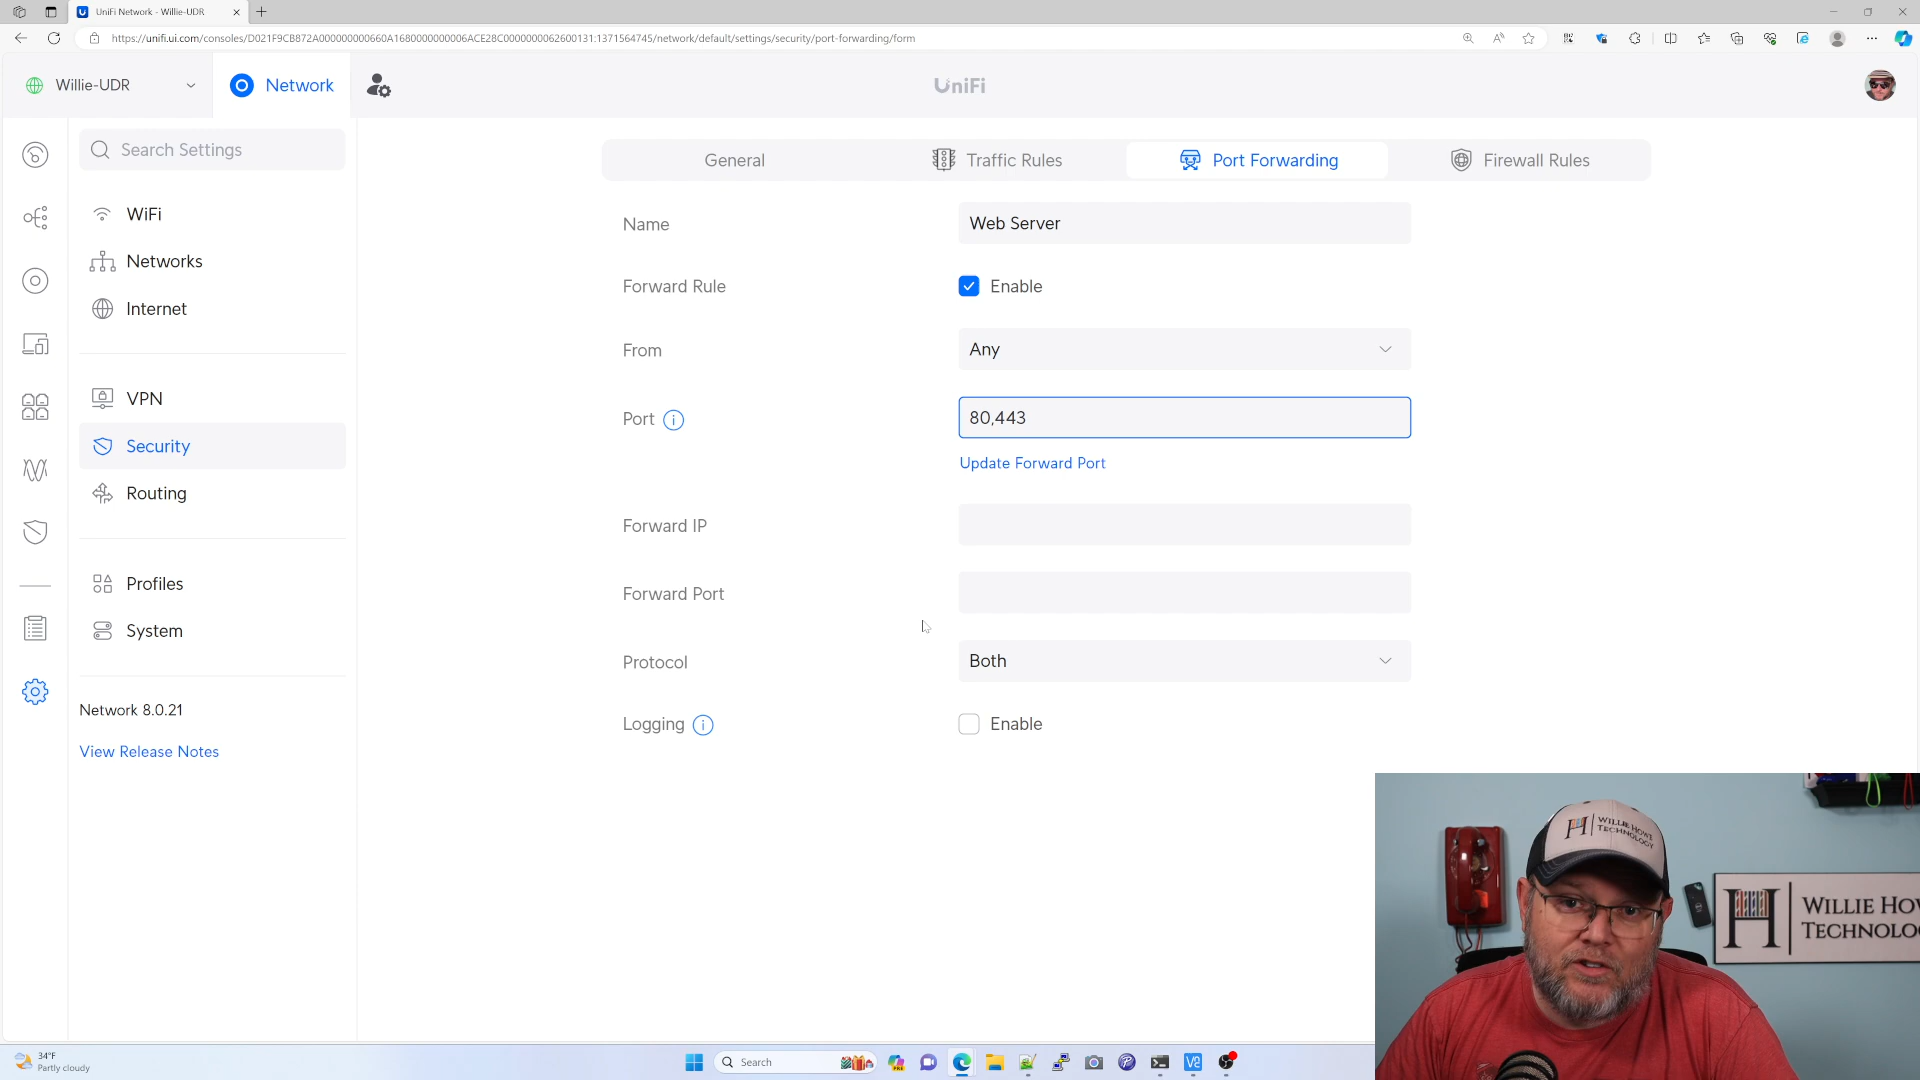 UniFi Network - Willie-UDR
https://unifi.ui.com/consoles/D021F9CB872A000000000660A1680000000006ACE28C0000000062600131:1371564745/network/default/settings/security/port-forwarding/form
Willie-UDR
Network
UniFi
Search Settings
General
Traffic Rules
Port Forwarding
Firewall Rules
WiFi
Networks
Internet
VPN
Security
Routing
Profiles
System
Network 8.0.21
View Release Notes
Name
Web Server
Forward Rule
Enable
From
Any
Port
80,443
Update Forward Port
Forward IP
Forward Port
Protocol
Both
Logging
Enable
WILLIE HOWE
TECHNOLOGY
WILLIE HOW
TECHNOLO
34°F
Partly cloudy
Search